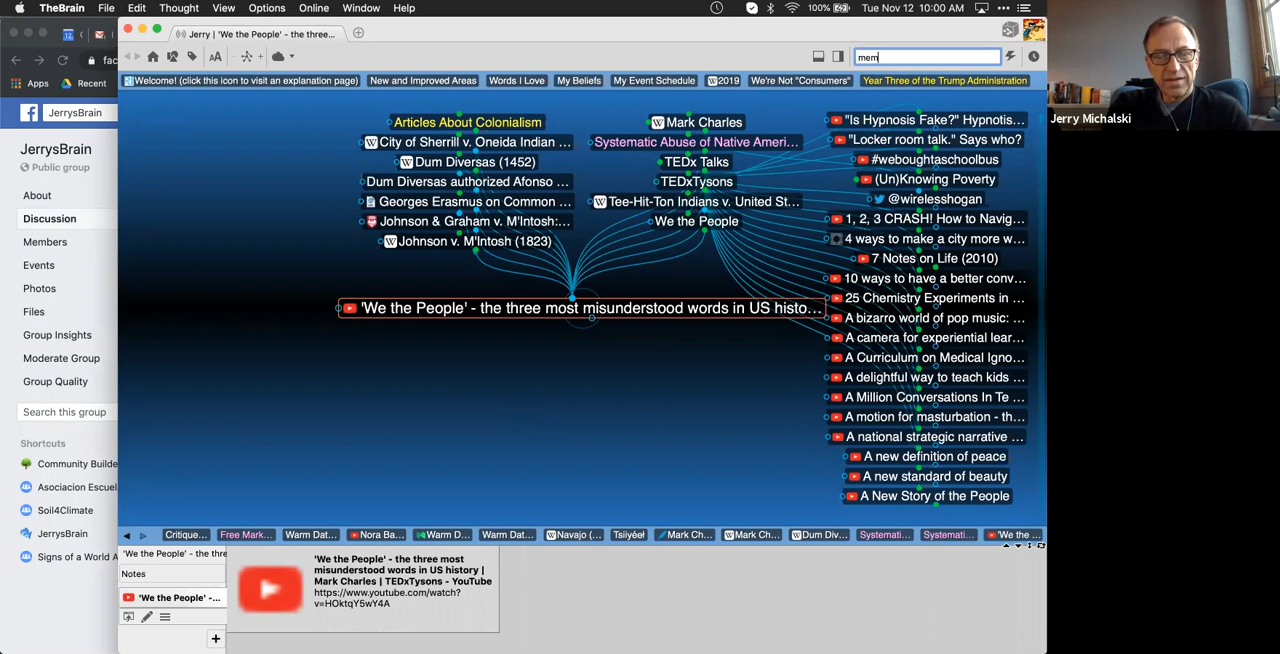 TheBrain File Edit Thought View Options Online Window Help 100% Tue Nov 12 10:00 AM
Jerry | 'We the People' - the three...
fac
Apps Recent
AA
mem
Welcome! (click this icon to visit an explanation page) New and Improved Areas Words I Love My Beliefs My Event Schedule 2019 We're Not "Consumers" Year Three of the Trump Administration
JerrysBrain
JerrysBrain
Public group
About
Discussion
Members
Events
Photos
Files
Group Insights
Moderate Group
Group Quality
Search this group
Shortcuts
Community Builde
Asociacion Escuel
Soil4Climate
JerrysBrain
Signs of a World A
Articles About Colonialism
City of Sherrill v. Oneida Indian ...
Dum Diversas (1452)
Dum Diversas authorized Afonso ...
Georges Erasmus on Common ...
Johnson & Graham v. M'Intosh:...
Johnson v. M'Intosh (1823)
Mark Charles
Systematic Abuse of Native Ameri...
TEDx Talks
TEDxTysons
Tee-Hit-Ton Indians v. United St...
We the People
'We the People' - the three most misunderstood words in US histo...
"Is Hypnosis Fake?" Hypnotis...
"Locker room talk." Says who?
#weboughtaschoolbus
(Un)Knowing Poverty
@wirelesshogan
1, 2, 3 CRASH! How to Navig...
4 ways to make a city more w...
7 Notes on Life (2010)
10 ways to have a better conv...
25 Chemistry Experiments in ...
A bizarro world of pop music: ...
A camera for experiential lear...
A Curriculum on Medical Igno...
A delightful way to teach kids ...
A Million Conversations In Te ...
A motion for masturbation - th...
A national strategic narrative ...
A new definition of peace
A new standard of beauty
A New Story of the People
Critique... Free Mark... Warm Dat... Nora Ba... Warm D... Warm Dat... Navajo (... Tsiiyéeł Mark Ch... Mark Ch... Dum Div... Systemati... Systemati... 'We the ...
'We the People' - the thre
Notes
'We the People' -...
'We the People' - the three most
misunderstood words in US history |
Mark Charles | TEDxTysons - YouTube
https://www.youtube.com/watch?
v=HOktqY5wY4A
Jerry Michalski